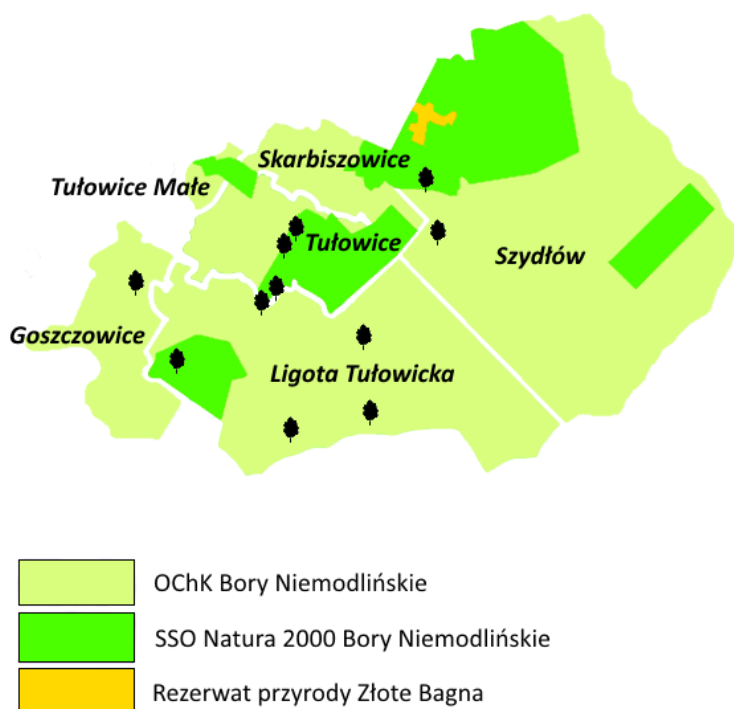 Skarbiszowice
Tułowice Małe
Tułowice
Szydłów
Goszczowice
Ligota Tułowicka
OChK Bory Niemodlińskie
SSO Natura 2000 Bory Niemodlińskie
Rezerwat przyrody Złote Bagna